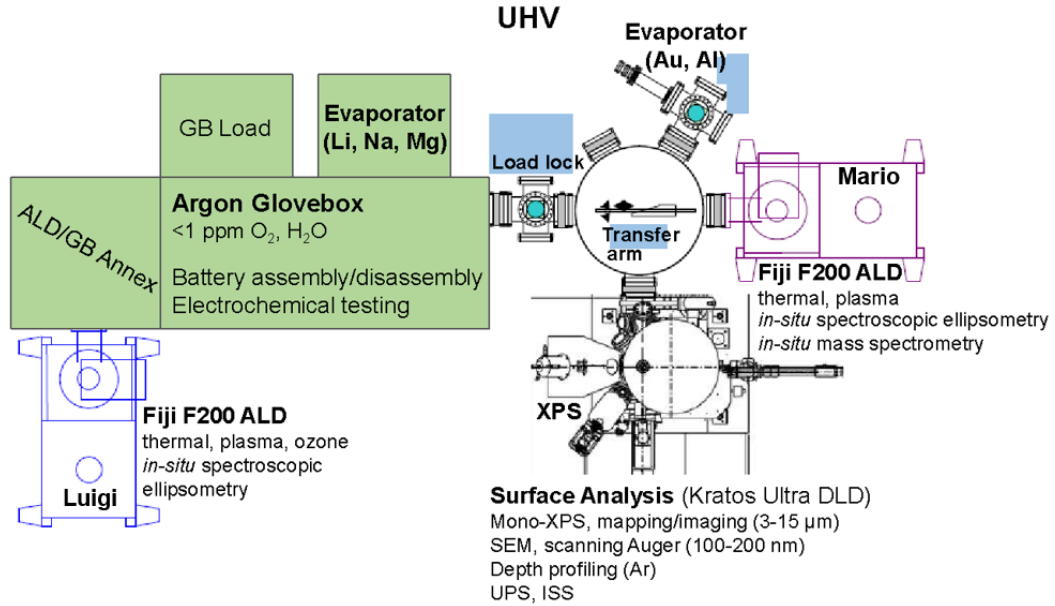 UHV
Evaporator
(Au, Al)
GB Load
Evaporator
(Li, Na, Mg)
Load lock
Mario
ALD/GB Annex
Argon Glovebox
<1 ppm O₂, H₂O
Battery assembly/disassembly
Electrochemical testing
Transfer
arm
Fiji F200 ALD
thermal, plasma
in-situ spectroscopic ellipsometry
in-situ mass spectrometry
XPS
Fiji F200 ALD
thermal, plasma, ozone
in-situ spectroscopic
ellipsometry
Luigi
Surface Analysis (Kratos Ultra DLD)
Mono-XPS, mapping/imaging (3-15 µm)
SEM, scanning Auger (100-200 nm)
Depth profiling (Ar)
UPS, ISS